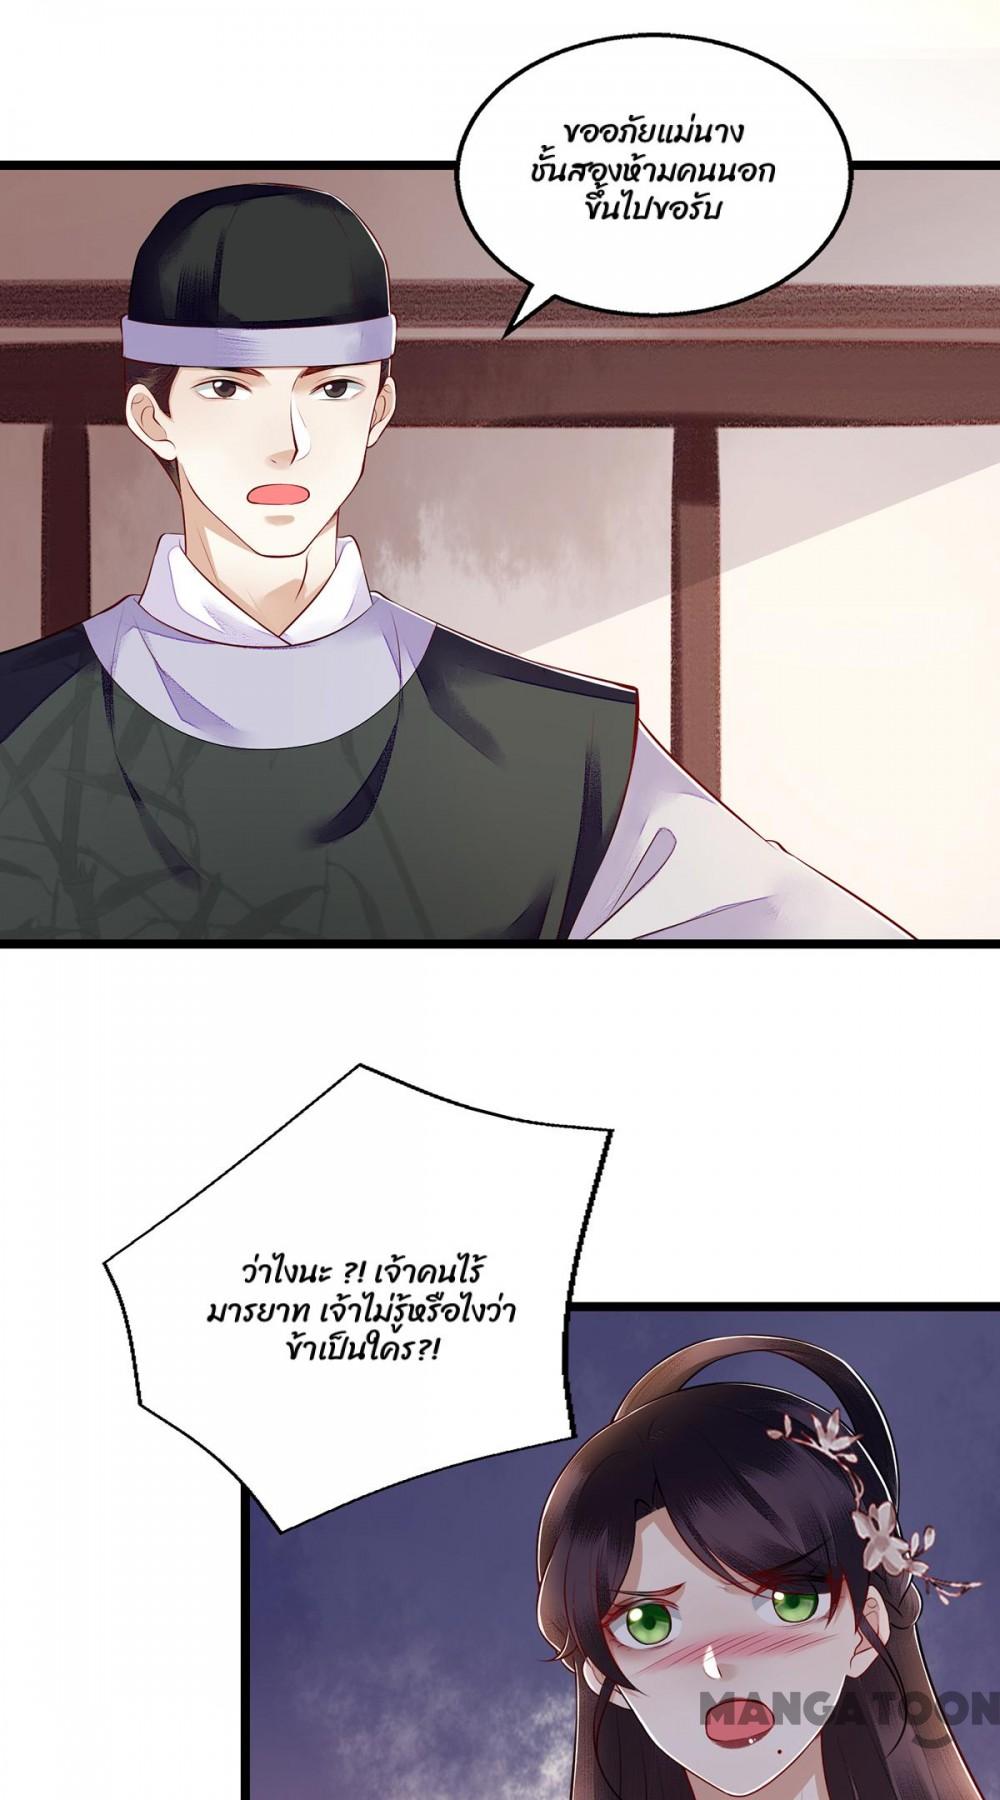 ขออภัยแม่นาง
ชั้นสองห้ามคนนอก
ขึ้นไปขอรับ
ว่าไงนะ ?! เจ้าคนไร้
มารยาท เจ้าไม่รู้หรือไงว่า
ข้าเป็นใคร?!
MANGATOON